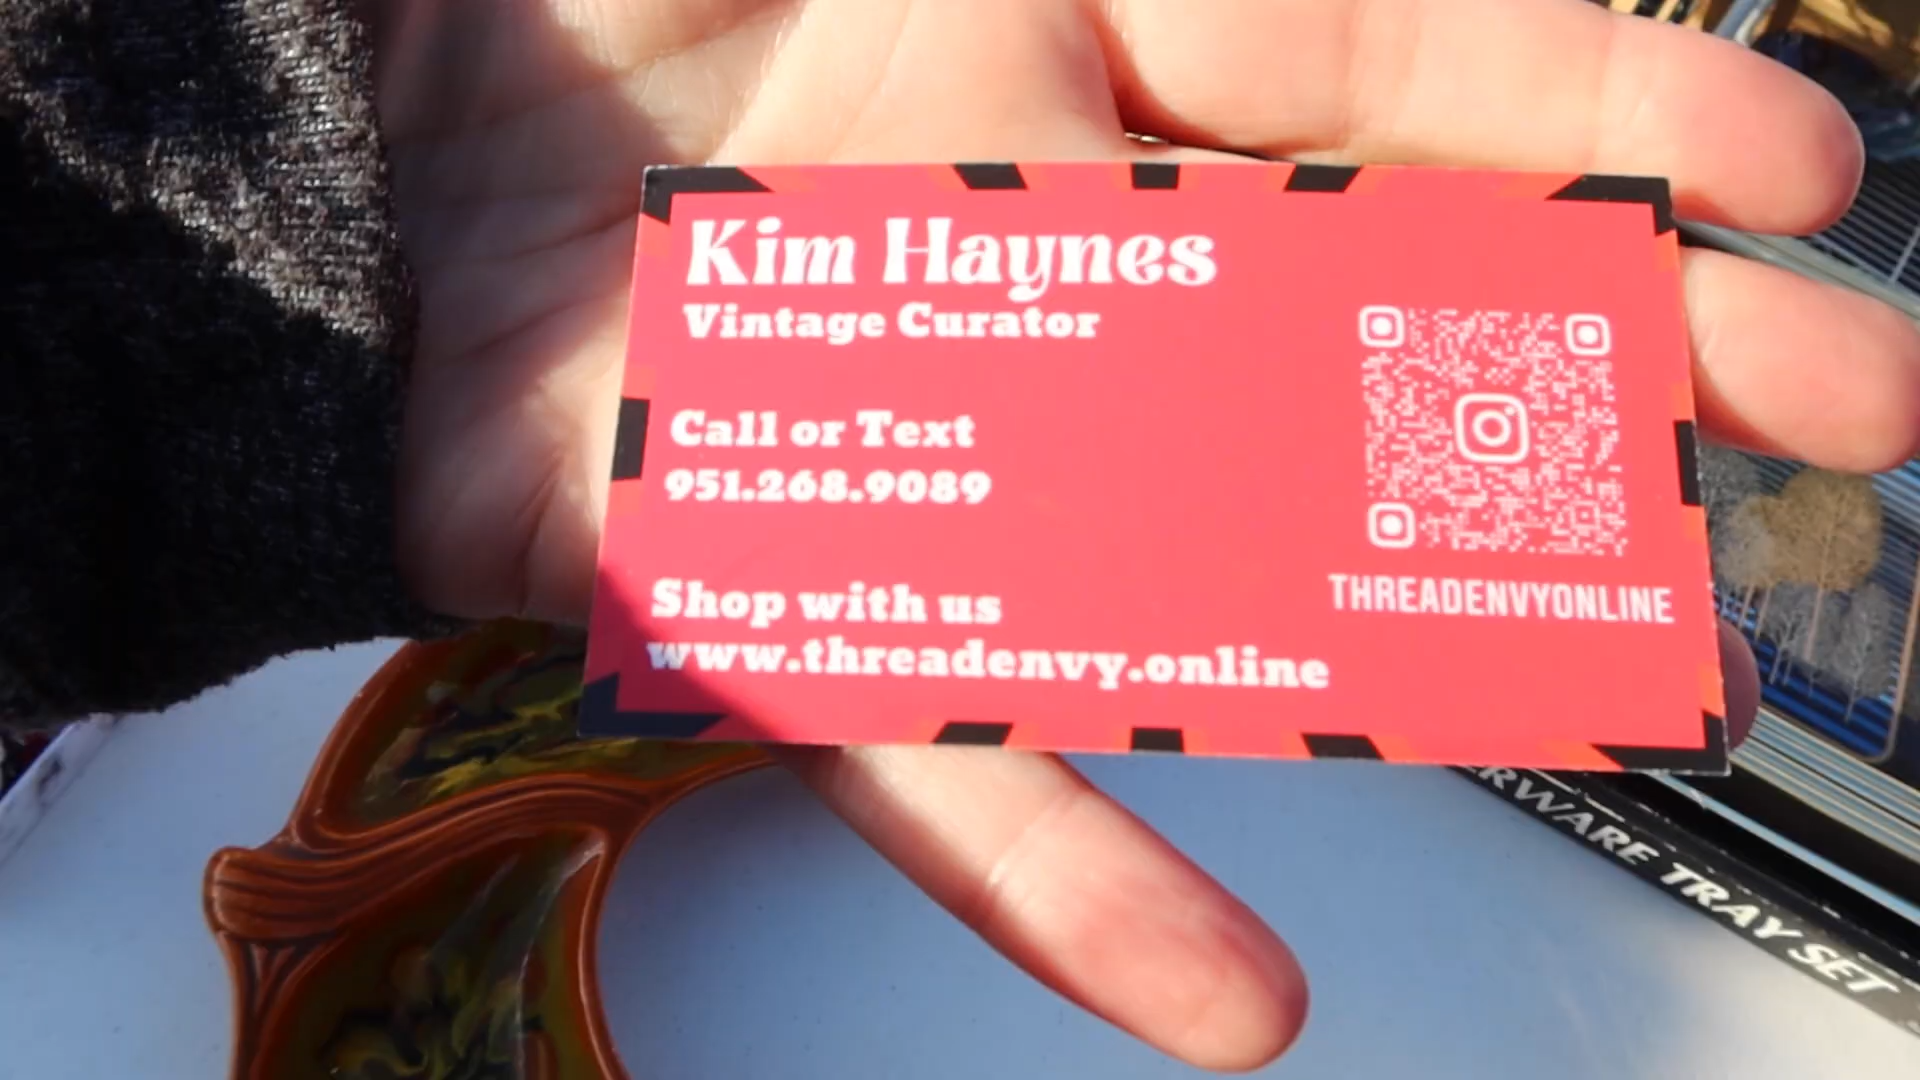 Kim Haynes
Vintage Curator
Call or Text
951.268.9089
Shop with us
www.threadenvy.online
THREADENVYONLINE
TRAY SET